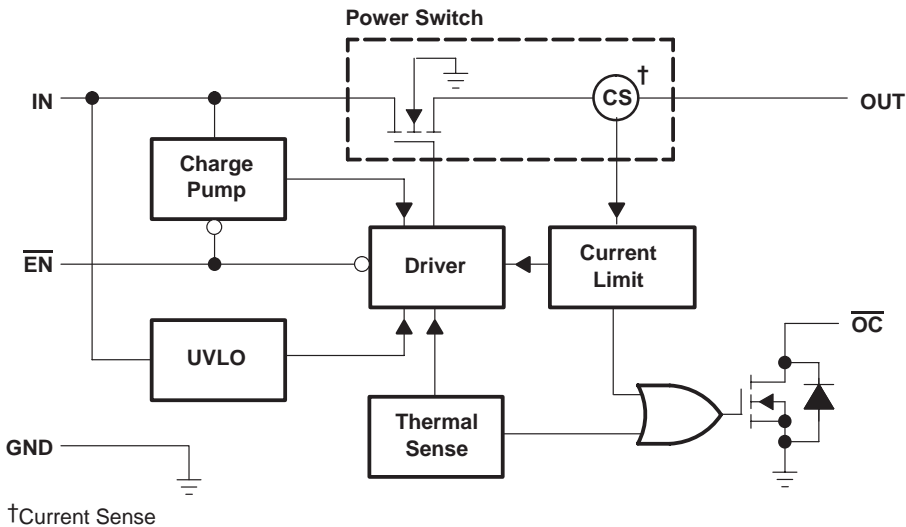 Power Switch
†
IN
CS
OUT
Charge
Pump
EN
Driver
Current
Limit
OC
UVLO
Thermal
Sense
GND
†Current Sense